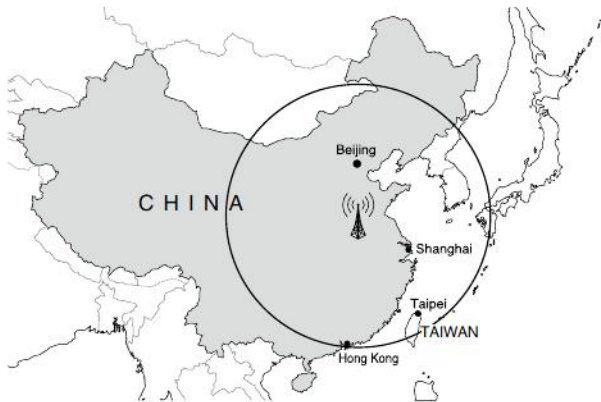 Beijing
CHINA
Shanghai
Taipei
TAIWAN
Hong Kong